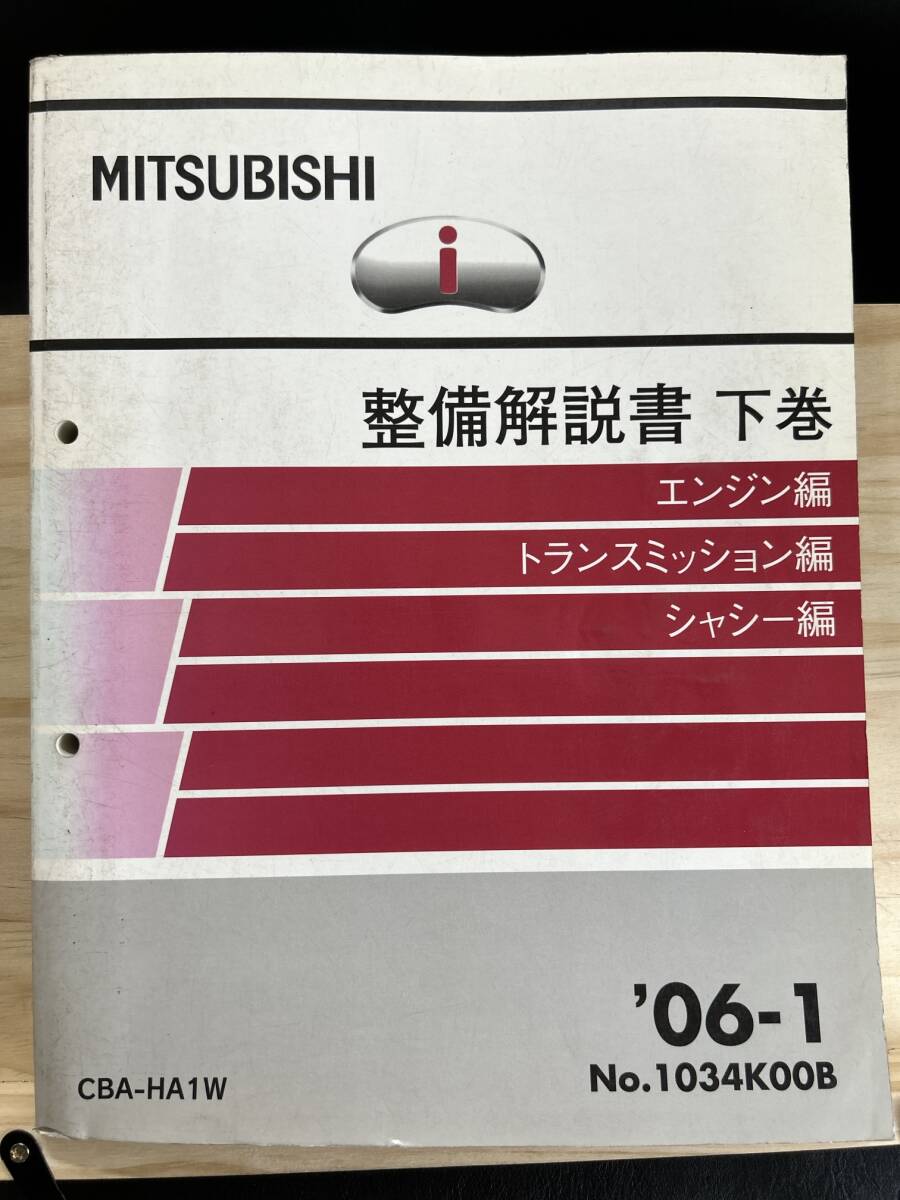 MITSUBISHI
i
整備解説書 下巻
エンジン編
トランスミッション編
シャシー編
'06-1
No.1034K00B
CBA-HA1W